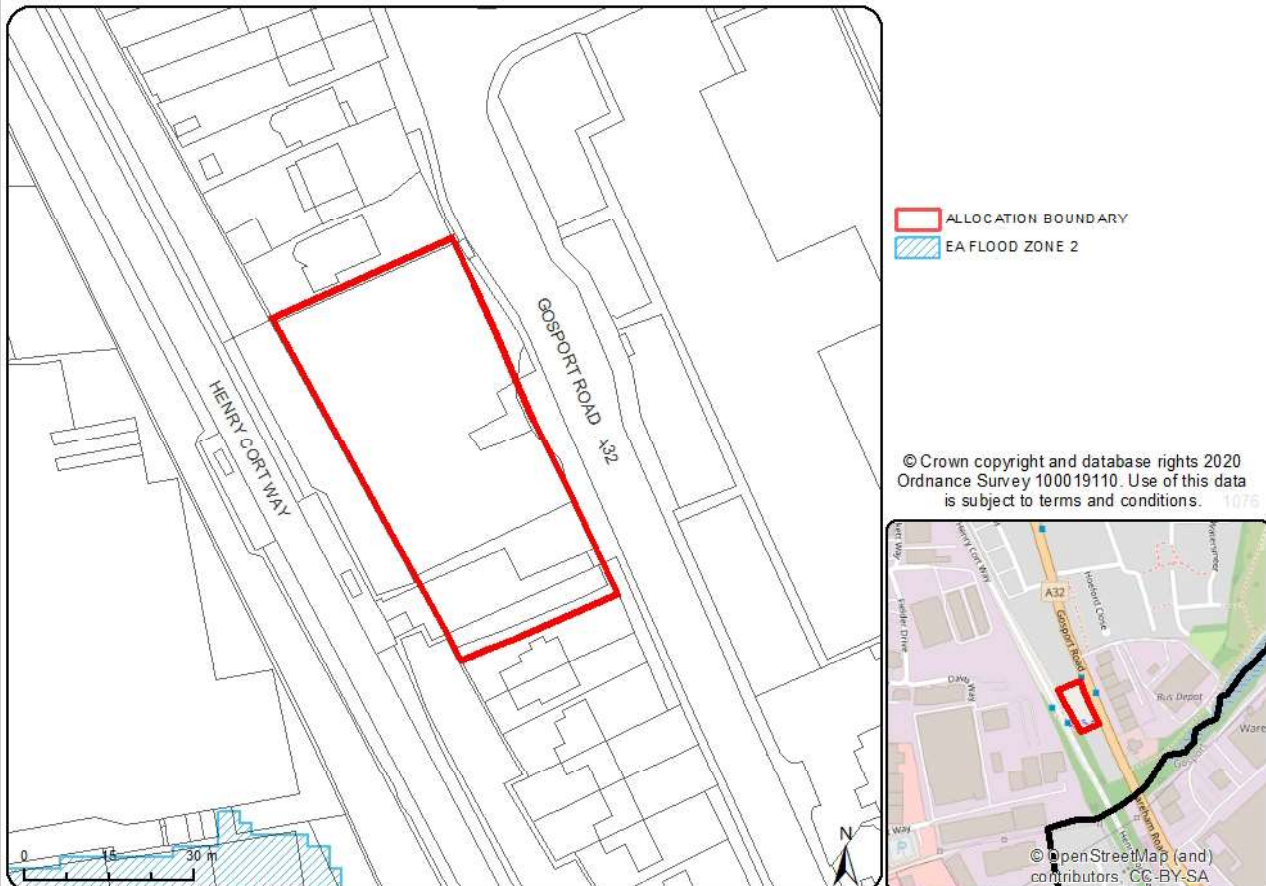 HENRY CORT WAY
GOSPORT ROAD
0 15 30 m
N
ALLOCATION BOUNDARY
EA FLOOD ZONE 2
© Crown copyright and database rights 2020
Ordnance Survey 100019110. Use of this data
is subject to terms and conditions. 1076
Henry Cort Way
Fielder Drive
A32
Gosport Road
Hoeford Close
Bus Depot
Way
© OpenStreetMap (and)
contributors, CC-BY-SA